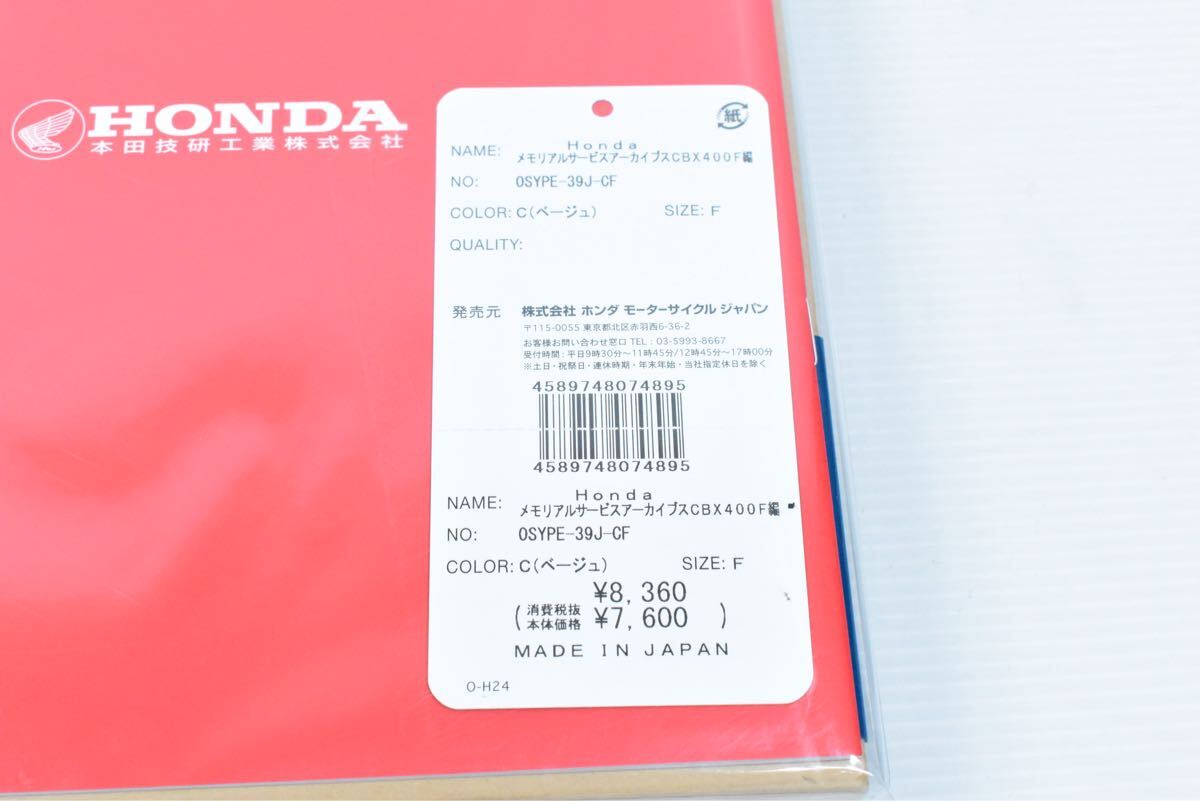 HONDA
本田技研工業株式会社
紙
NAME: Honda
メモリアルサービスアーカイブスCBX400F編
NO: 0SYPE-39J-CF
COLOR: C(ベージュ) SIZE: F
QUALITY:
発売元 株式会社 ホンダ モーターサイクル ジャパン
〒115-0055 東京都北区赤羽西6-36-2
お客様お問い合わせ窓口 TEL : 03-5993-8667
受付時間 : 平日9時30分〜11時45分/12時45分〜17時00分
※土日・祝祭日・連休時期・年末年始・当社指定休日を除く
4589748074895
4589748074895
NAME: Honda
メモリアルサービスアーカイブスCBX400F編
NO: 0SYPE-39J-CF
COLOR: C(ベージュ) SIZE: F
¥8,360
(消費税抜本体価格 ¥7,600 )
MADE IN JAPAN
O-H24